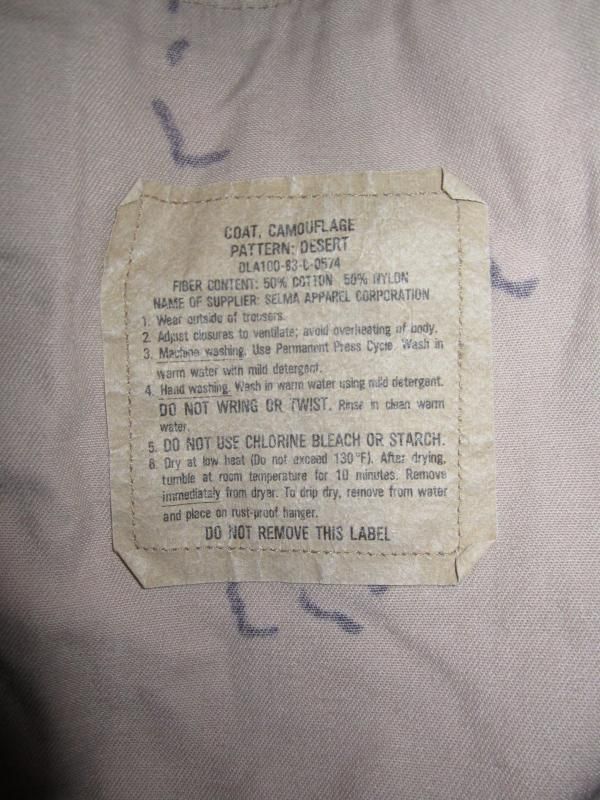 COAT, CAMOUFLAGE
PATTERN: DESERT
DLA100-83-C-0574
FIBER CONTENT: 50% COTTON 50% NYLON
NAME OF SUPPLIER: SELMA APPAREL CORPORATION
1. Wear outside of trousers.
2. Adjust closures to ventilate; avoid overheating of body.
3. Machine washing. Use Permanent Press Cycle. Wash in
warm water with mild detergent.
4. Hand washing. Wash in warm water using mild detergent.
DO NOT WRING OR TWIST. Rinse in clean warm
water.
5. DO NOT USE CHLORINE BLEACH OR STARCH.
6. Dry at low heat (Do not exceed 130°F). After drying,
tumble at room temperature for 10 minutes. Remove
immediately from dryer. To drip dry, remove from water
and place on rust-proof hanger.
DO NOT REMOVE THIS LABEL